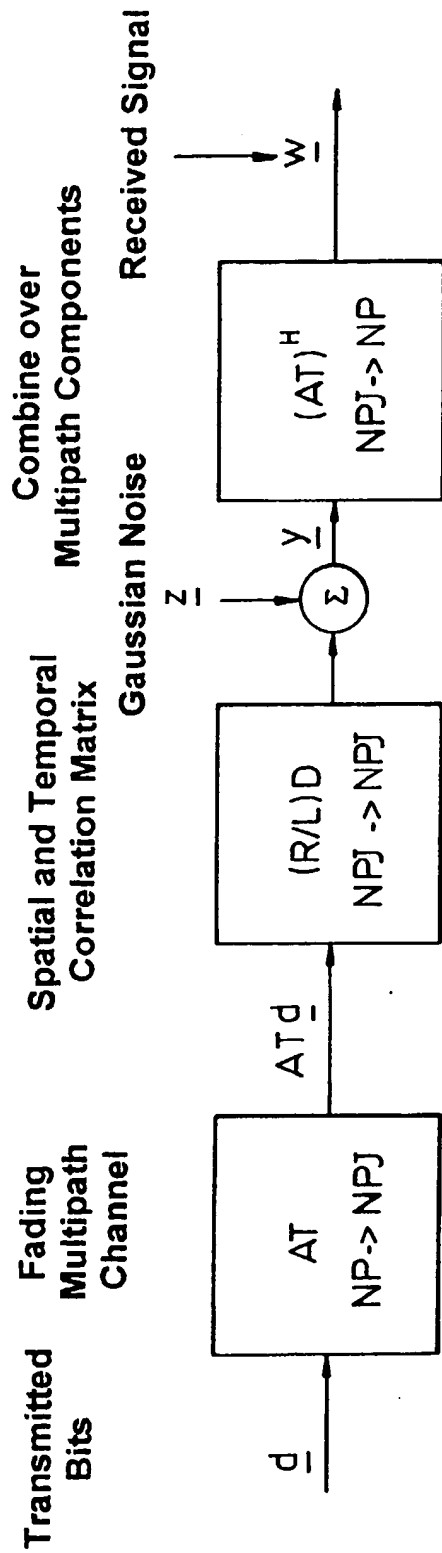 Transmitted
Bits
Fading
Multipath
Channel
Spatial and Temporal
Correlation Matrix
Gaussian Noise
Combine over
Multipath Components
Received Signal
d
AT
NP-> NPJ
ATd
(R/L)D
NPJ -> NPJ
z
Σ
y
(AT)ᴴ
NPJ-> NP
w